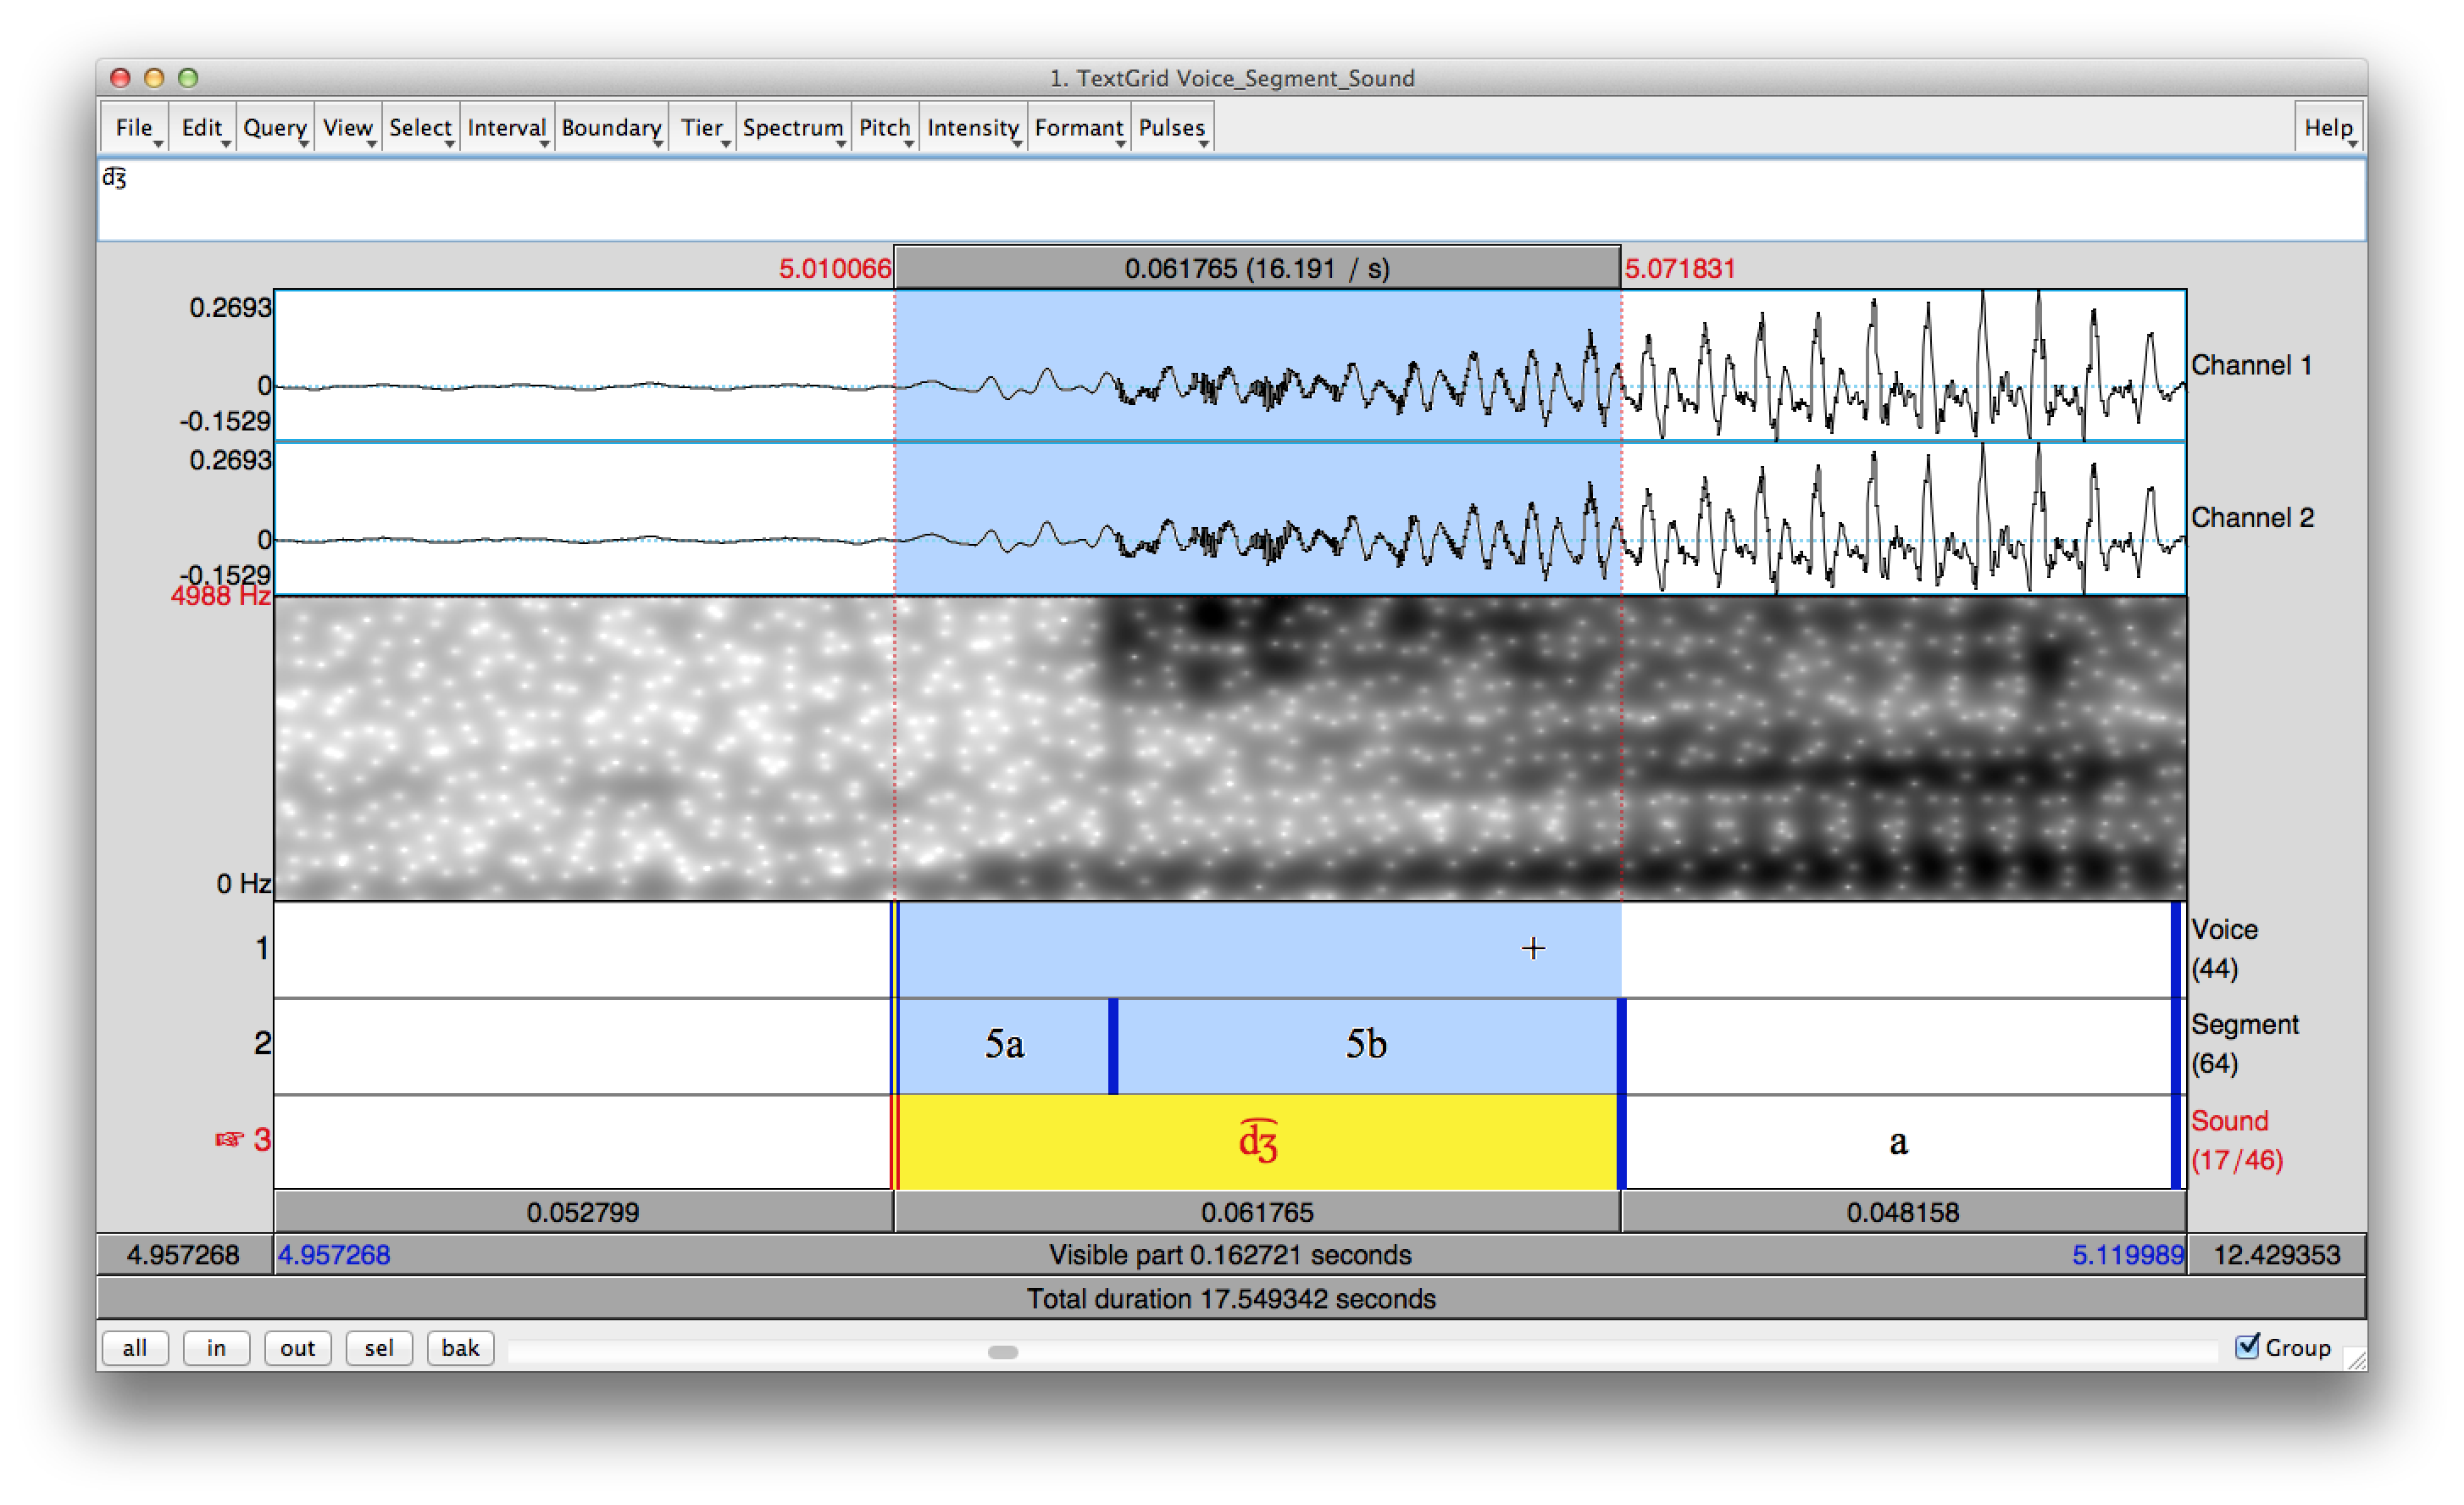 1. TextGrid Voice_Segment_Sound
File Edit Query View Select Interval Boundary Tier Spectrum Pitch Intensity Formant Pulses Help
d͡ʒ
5.010066 0.061765 (16.191 / s) 5.071831
0.2693
0
-0.1529
Channel 1
0.2693
0
-0.1529
Channel 2
4988 Hz
0 Hz
1 + Voice
(44)
2 5a 5b Segment
(64)
☞ 3 d͡ʒ a Sound
(17/46)
0.052799 0.061765 0.048158
4.957268 4.957268 Visible part 0.162721 seconds 5.119989 12.429353
Total duration 17.549342 seconds
all in out sel bak Group